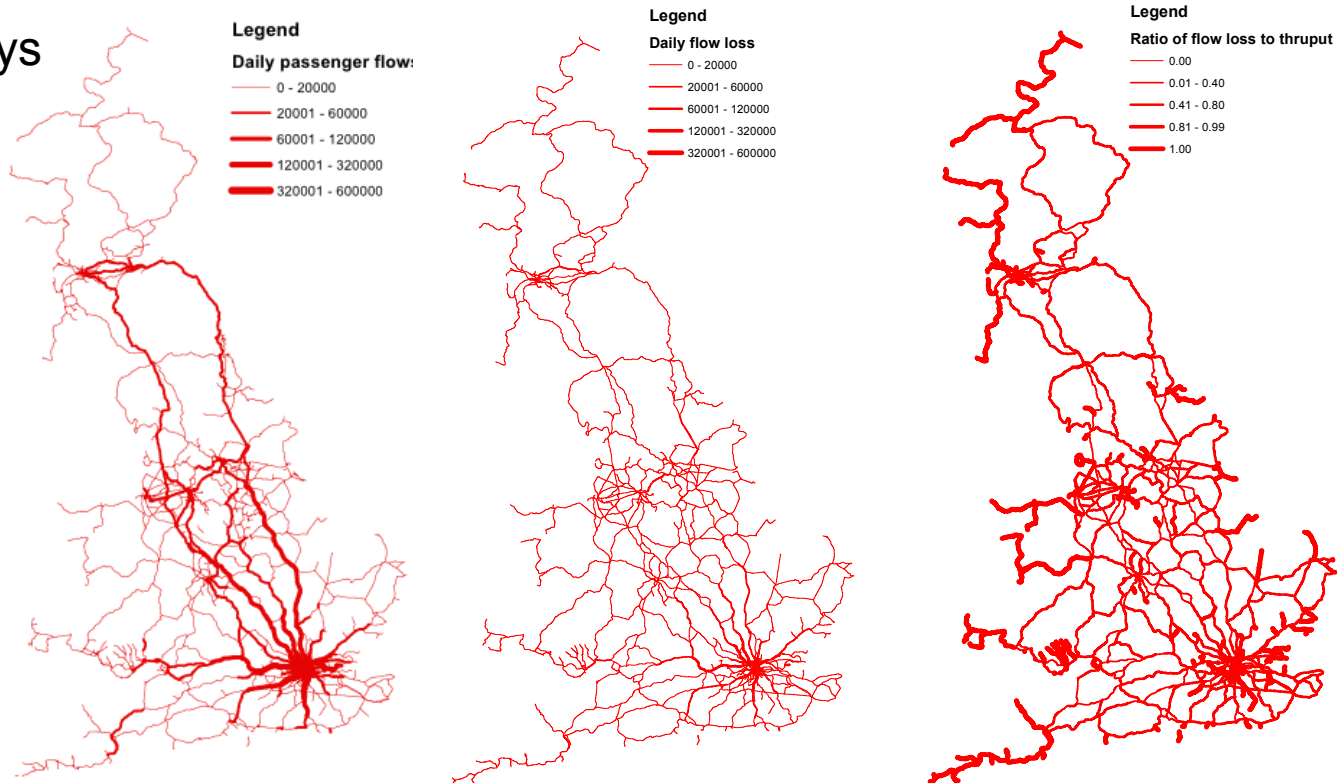 ys
Legend
Daily passenger flows
0 - 20000
20001 - 60000
60001 - 120000
120001 - 320000
320001 - 600000
Legend
Daily flow loss
0 - 20000
20001 - 60000
60001 - 120000
120001 - 320000
320001 - 600000
Legend
Ratio of flow loss to thruput
0.00
0.01 - 0.40
0.41 - 0.80
0.81 - 0.99
1.00